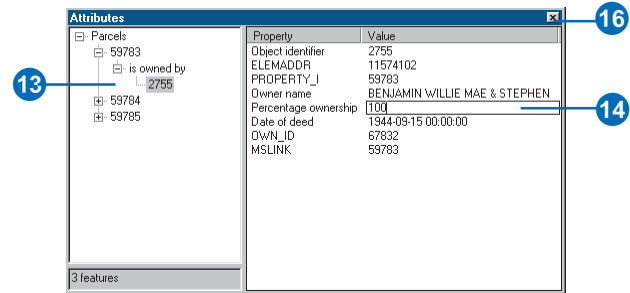 Attributes
16
Parcels
59783
is owned by
2755
59784
59785
13
3 features
Property Value
Object identifier 2755
ELEMADDR 11574102
PROPERTY_I 59783
Owner name BENJAMIN WILLIE MAE & STEPHEN
Percentage ownership 100
14
Date of deed 1944-09-15 00:00:00
OWN_ID 67832
MSLINK 59783